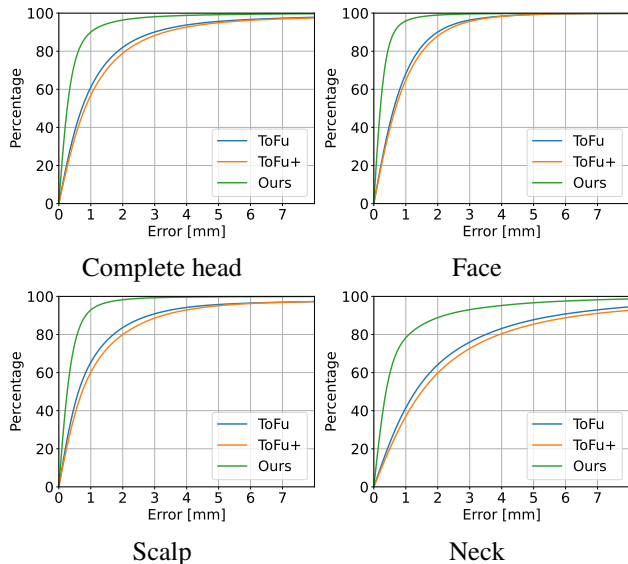 100
80
60
40
20
0
Percentage
ToFu
ToFu+
Ours
0 1 2 3 4 5 6 7
Error [mm]
Complete head
100
80
60
40
20
0
Percentage
ToFu
ToFu+
Ours
0 1 2 3 4 5 6 7
Error [mm]
Face
100
80
60
40
20
0
Percentage
ToFu
ToFu+
Ours
0 1 2 3 4 5 6 7
Error [mm]
Scalp
100
80
60
40
20
0
Percentage
ToFu
ToFu+
Ours
0 1 2 3 4 5 6 7
Error [mm]
Neck